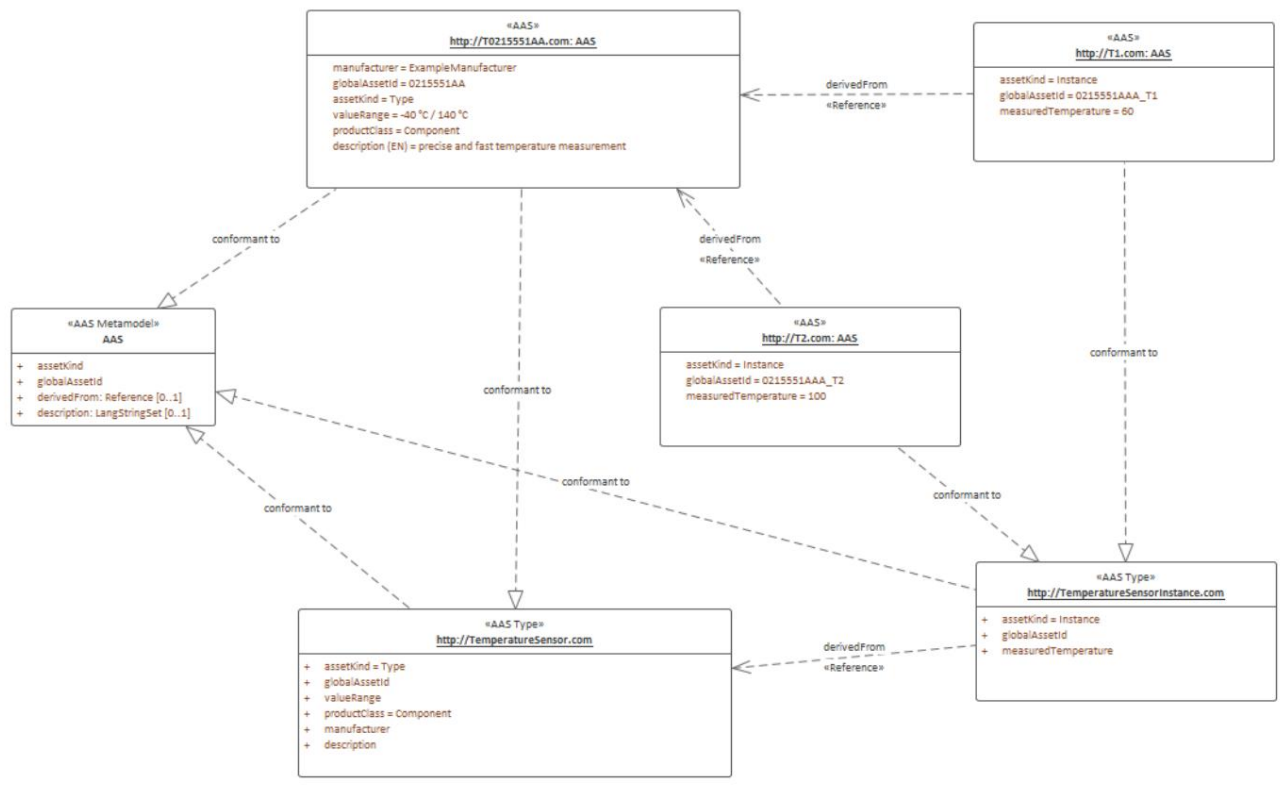 «AAS»
http://T0215551AA.com: AAS
manufacturer = ExampleManufacturer
globalAssetId = 0215551AA
assetKind = Type
valueRange = -40 °C / 140 °C
productClass = Component
description (EN) = precise and fast temperature measurement
«AAS»
http://T1.com: AAS
assetKind = Instance
globalAssetId = 0215551AAA_T1
measuredTemperature = 60
derivedFrom
«Reference»
conformant to
derivedFrom
«Reference»
«AAS Metamodel»
AAS
+ assetKind
+ globalAssetId
+ derivedFrom: Reference [0..1]
+ description: LangStringSet [0..1]
«AAS»
http://T2.com: AAS
assetKind = Instance
globalAssetId = 0215551AAA_T2
measuredTemperature = 100
conformant to
conformant to
conformant to
conformant to
conformant to
«AAS Type»
http://TemperatureSensorInstance.com
+ assetKind = Instance
+ globalAssetId
+ measuredTemperature
«AAS Type»
http://TemperatureSensor.com
+ assetKind = Type
+ globalAssetId
+ valueRange
+ productClass = Component
+ manufacturer
+ description
derivedFrom
«Reference»